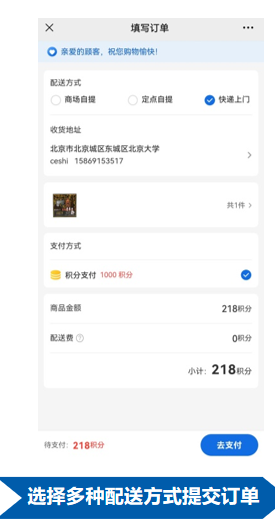 填写订单
亲爱的顾客，祝您购物愉快！
配送方式
商场自提 定点自提 快递上门
收货地址
北京市北京城区东城区北京大学
ceshi 15869153517
共1件
支付方式
积分支付 1000 积分
商品金额 218积分
配送费 0积分
小计：218积分
待支付：218积分 去支付
选择多种配送方式提交订单